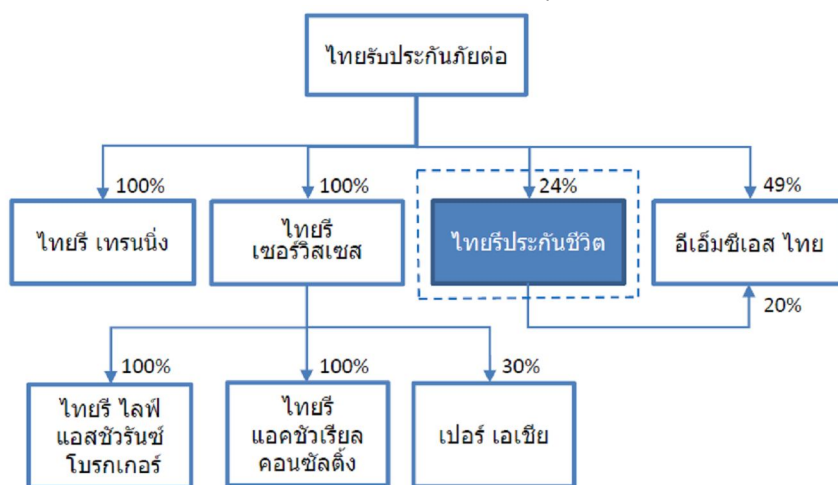 ไทยรับประกันภัยต่อ
100%
100%
24%
49%
ไทยรี เทรนนิ่ง
ไทยรี
เซอร์วิสเซส
ไทยรีประกันชีวิต
อีเอ็มซีเอส ไทย
20%
100%
100%
30%
ไทยรี ไลฟ์
แอสชัวรันซ์
โบรกเกอร์
ไทยรี
แอคชัวเรียล
คอนซัลติ้ง
เปอร์ เอเชีย